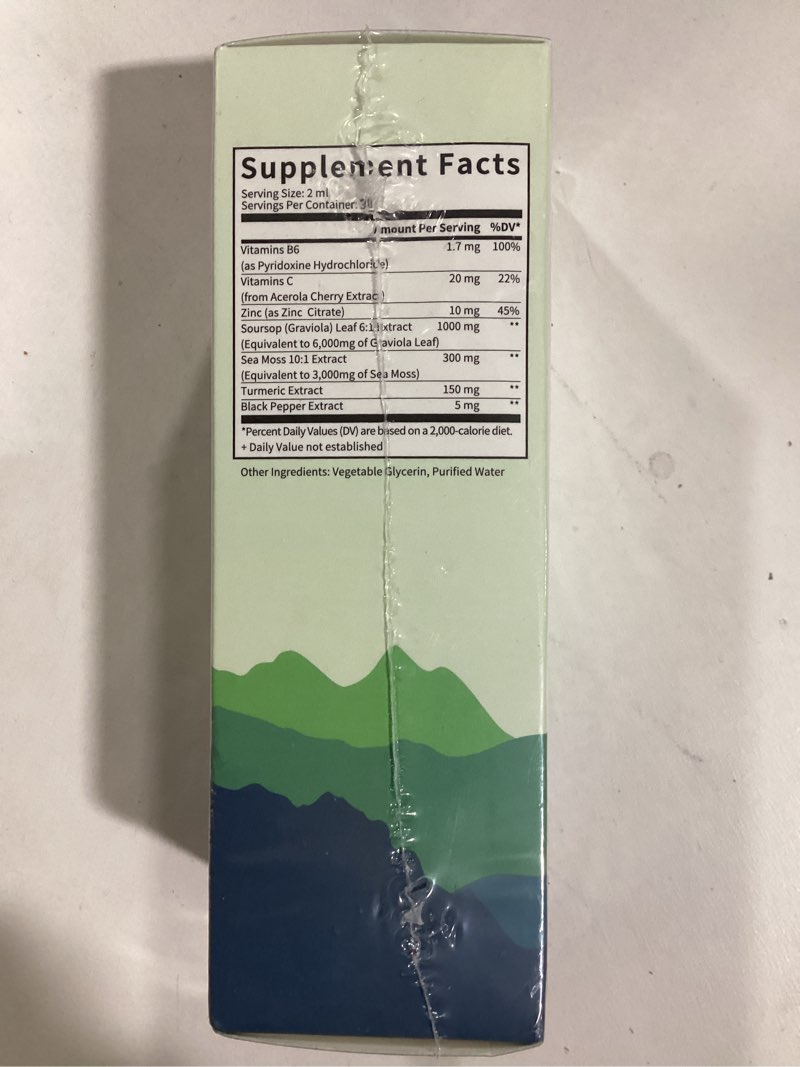 Supplement Facts
Serving Size: 2 ml
Servings Per Container: 30
Amount Per Serving %DV*
Vitamins B6 1.7 mg 100%
(as Pyridoxine Hydrochloride)
Vitamins C 20 mg 22%
(from Acerola Cherry Extract)
Zinc (as Zinc Citrate) 10 mg 45%
Soursop (Graviola) Leaf 6:1 Extract 1000 mg **
(Equivalent to 6,000mg of Graviola Leaf)
Sea Moss 10:1 Extract 300 mg **
(Equivalent to 3,000mg of Sea Moss)
Turmeric Extract 150 mg **
Black Pepper Extract 5 mg **
*Percent Daily Values (DV) are based on a 2,000-calorie diet.
+ Daily Value not established
Other Ingredients: Vegetable Glycerin, Purified Water